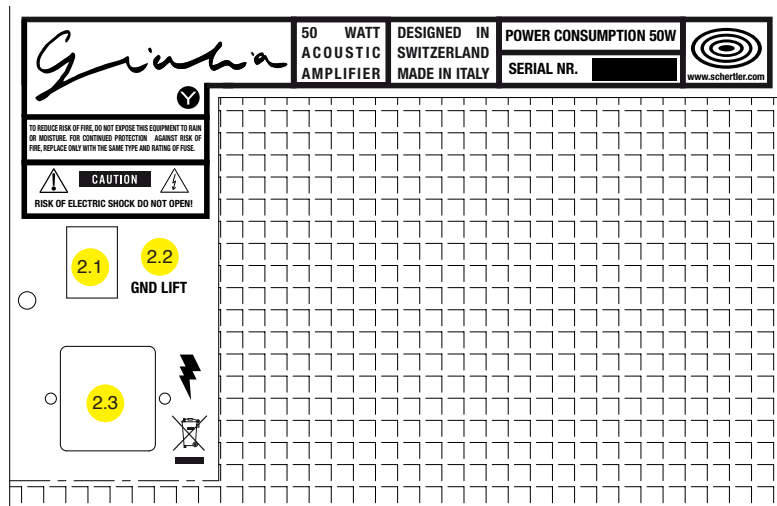 Giulia
Y
50 WATT
ACOUSTIC
AMPLIFIER
DESIGNED IN
SWITZERLAND
MADE IN ITALY
POWER CONSUMPTION 50W
SERIAL NR.
www.schertler.com
TO REDUCE RISK OF FIRE, DO NOT EXPOSE THIS EQUIPMENT TO RAIN
OR MOISTURE. FOR CONTINUED PROTECTION AGAINST RISK OF
FIRE, REPLACE ONLY WITH THE SAME TYPE AND RATING OF FUSE.
CAUTION
RISK OF ELECTRIC SHOCK DO NOT OPEN!
2.1
2.2
GND LIFT
2.3